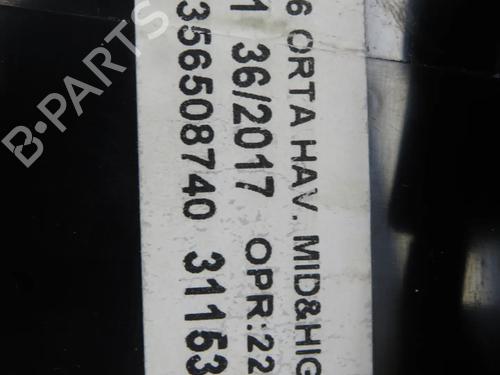 6 ORTA HAV. MID&HIG
1 36/2017 OPR:22
356508740 31153
B-PARTS